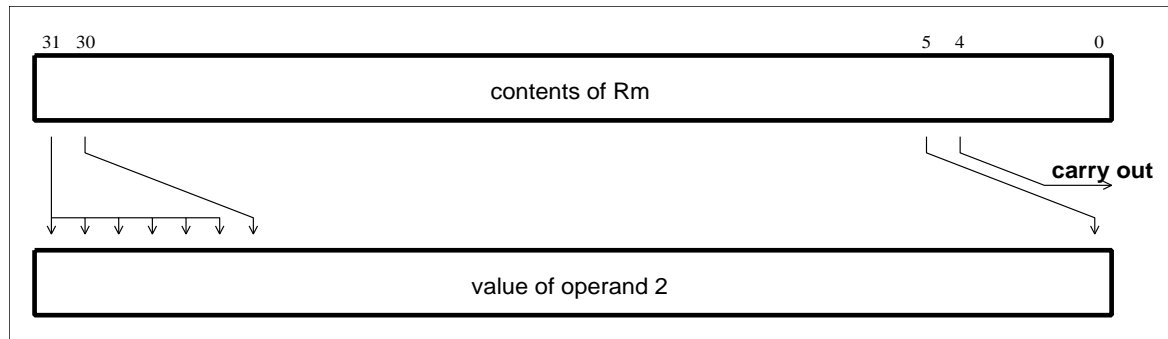 31 30 5 4 0
contents of Rm
carry out
value of operand 2